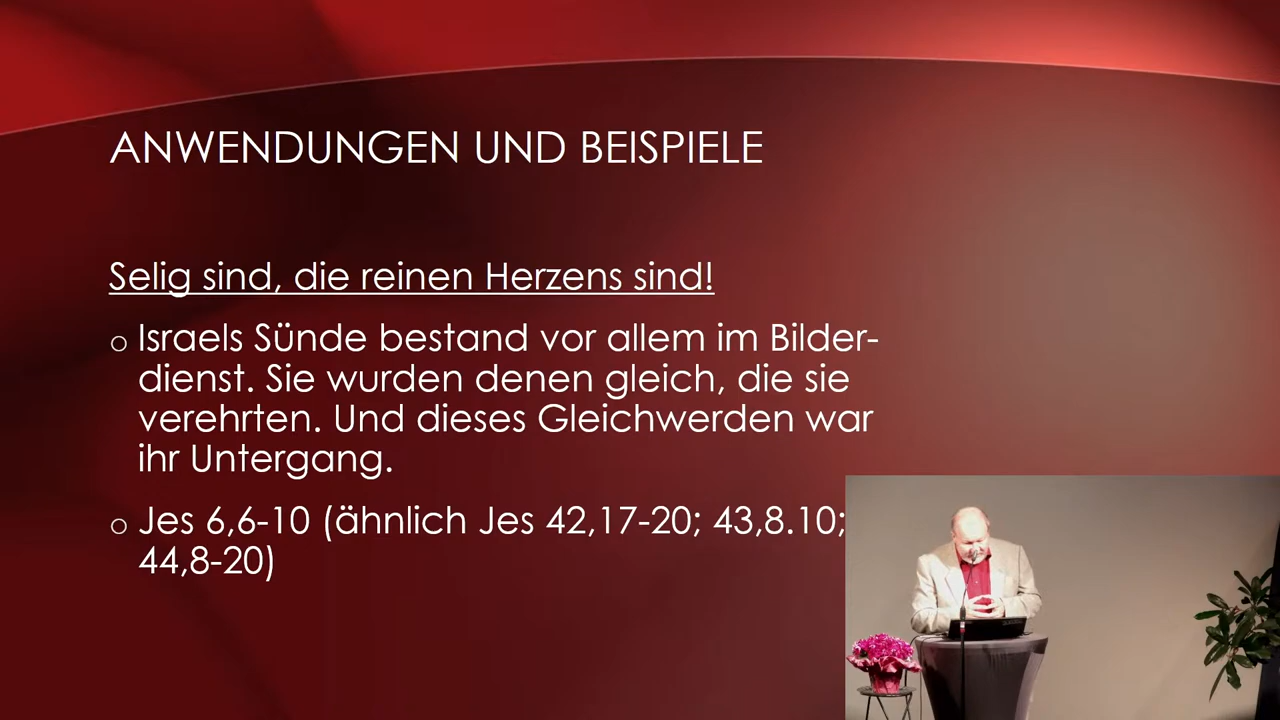 ANWENDUNGEN UND BEISPIELE
Selig sind, die reinen Herzens sind!
o Israels Sünde bestand vor allem im Bilder-
dienst. Sie wurden denen gleich, die sie
verehrten. Und dieses Gleichwerden war
ihr Untergang.
o Jes 6,6-10 (ähnlich Jes 42,17-20; 43,8.10;
44,8-20)